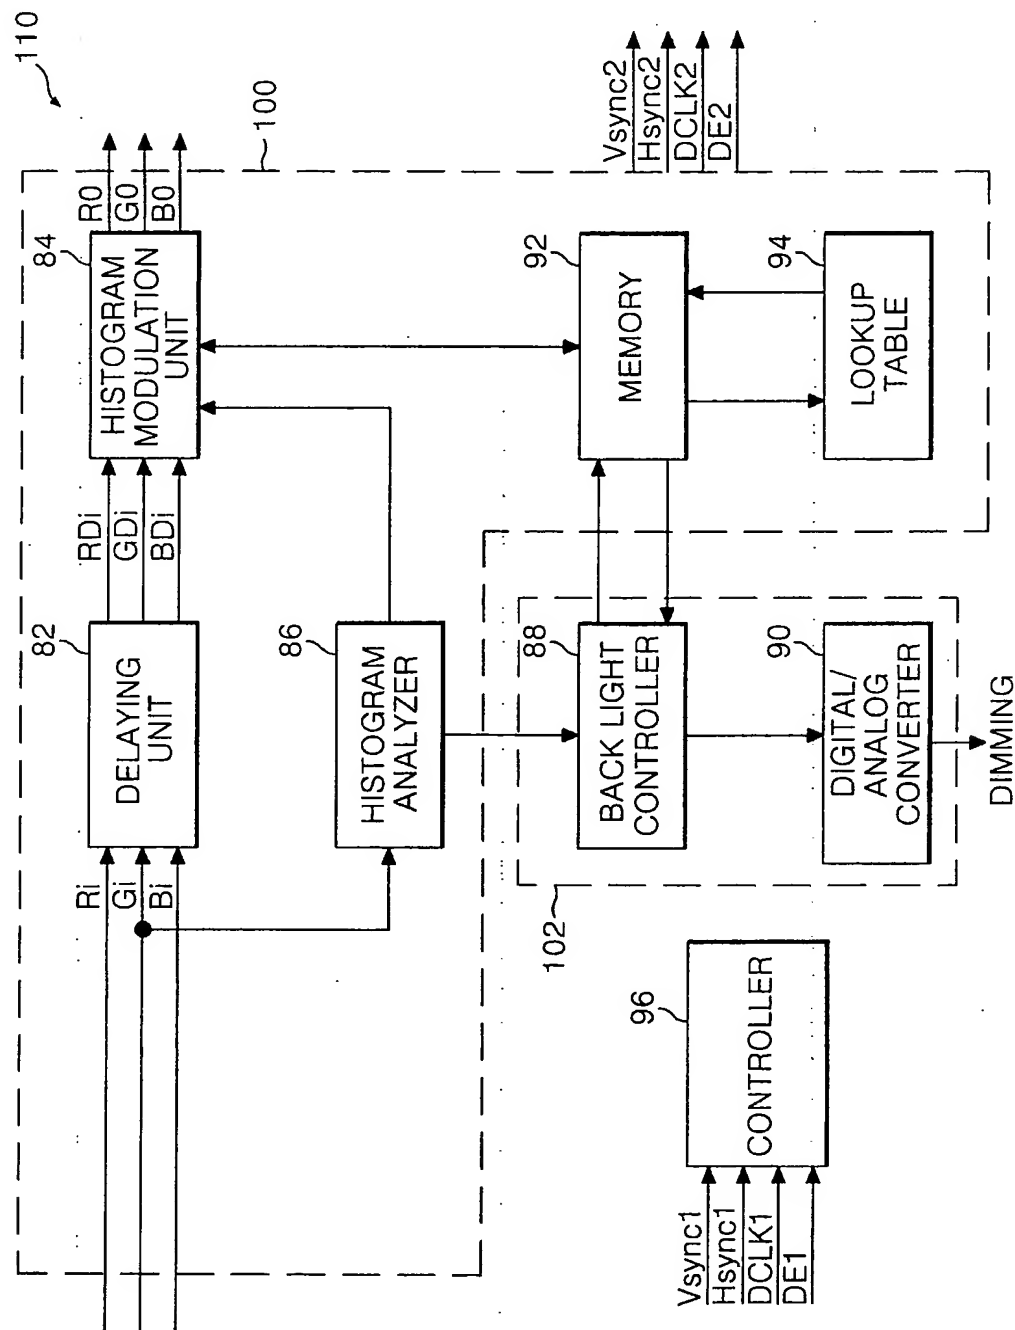 110
100
Ri
Gi
Bi
82
DELAYING
UNIT
RDi
GDi
BDi
84
HISTOGRAM
MODULATION
UNIT
R0
G0
B0
86
HISTOGRAM
ANALYZER
102
88
BACK LIGHT
CONTROLLER
90
DIGITAL/
ANALOG
CONVERTER
DIMMING
92
MEMORY
94
LOOKUP
TABLE
96
CONTROLLER
Vsync1
Hsync1
DCLK1
DE1
Vsync2
Hsync2
DCLK2
DE2